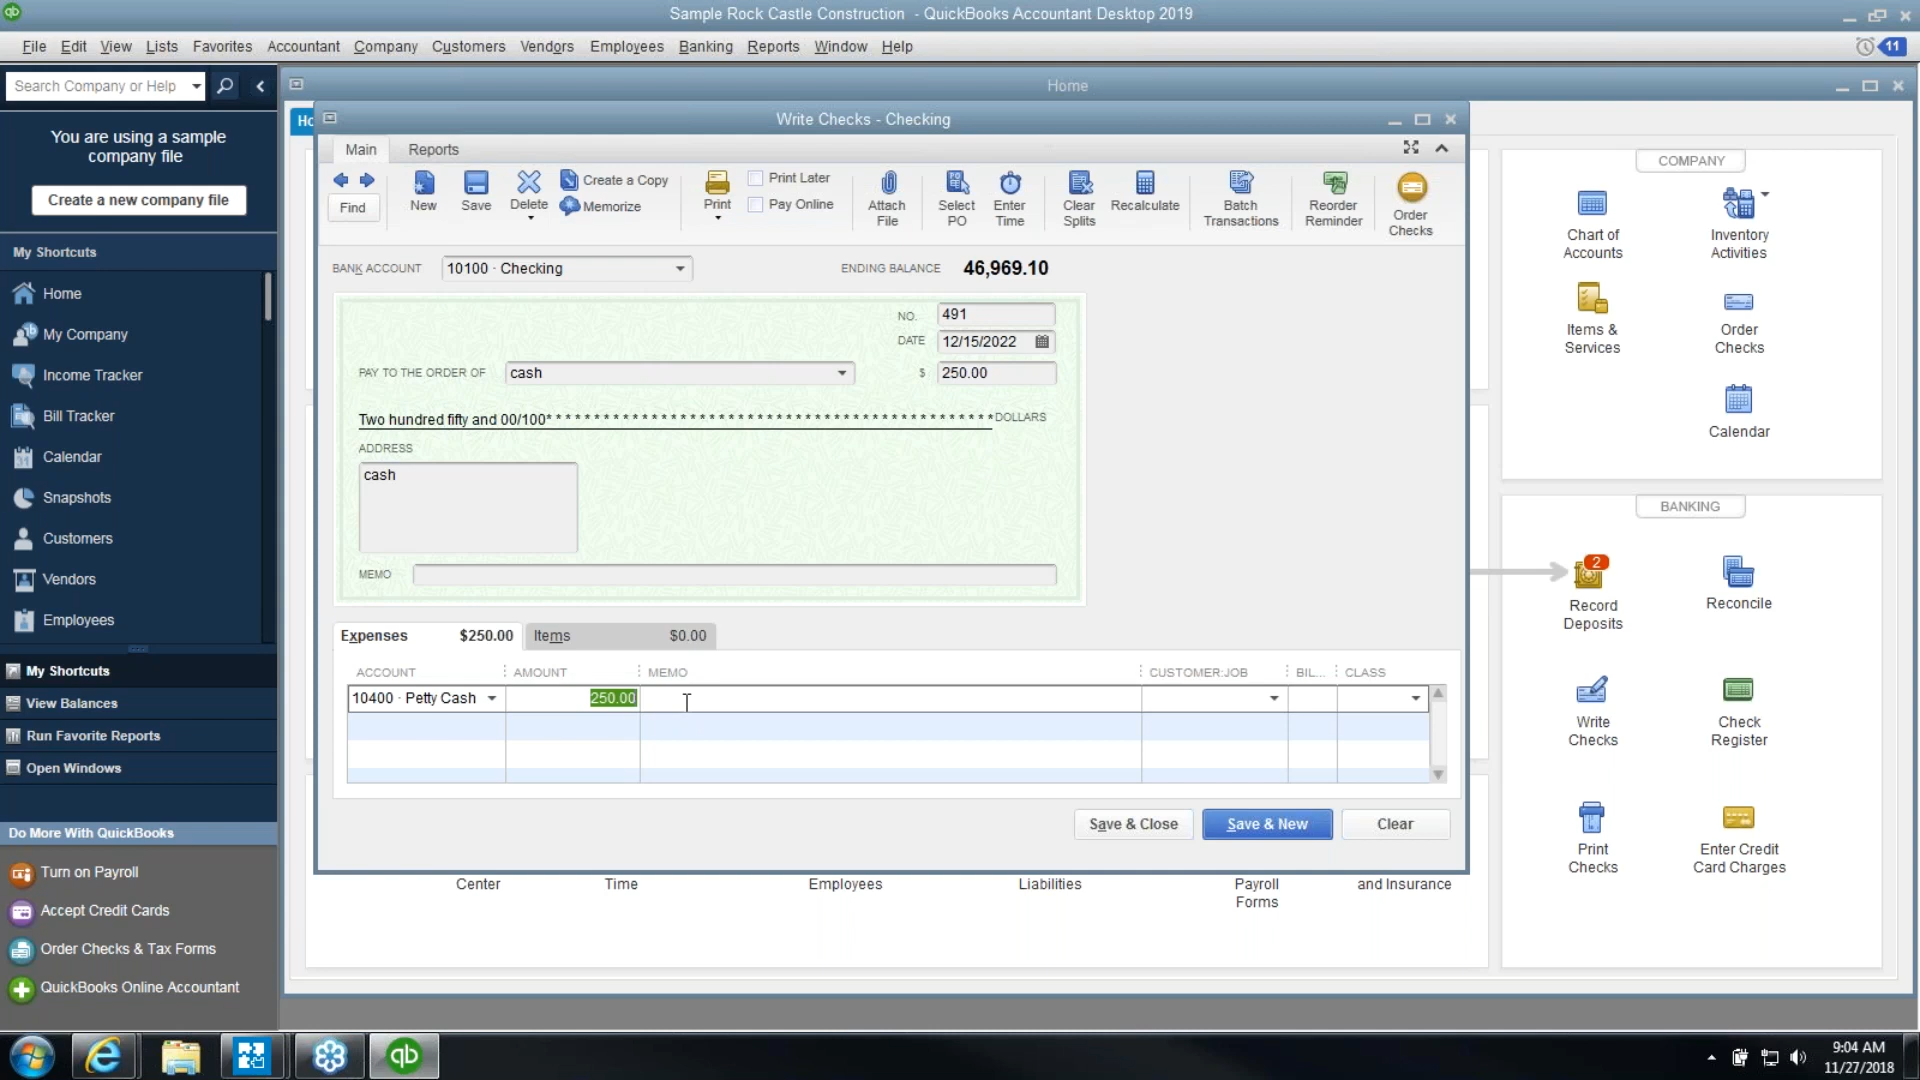 Sample Rock Castle Construction - QuickBooks Accountant Desktop 2019
File Edit View Lists Favorites Accountant Company Customers Vendors Employees Banking Reports Window Help
11
Search Company or Help
Home
You are using a sample
company file
Create a new company file
My Shortcuts
Home
My Company
Income Tracker
Bill Tracker
Calendar
Snapshots
Customers
Vendors
Employees
My Shortcuts
View Balances
Run Favorite Reports
Open Windows
Do More With QuickBooks
Turn on Payroll
Accept Credit Cards
Order Checks & Tax Forms
QuickBooks Online Accountant
Write Checks - Checking
Main Reports
Find
New
Save
Delete
Create a Copy
Memorize
Print
Print Later
Pay Online
Attach
File
Select
PO
Enter
Time
Clear
Splits
Recalculate
Batch
Transactions
Reorder
Reminder
Order
Checks
BANK ACCOUNT 10100 · Checking
ENDING BALANCE 46,969.10
NO. 491
DATE 12/15/2022
PAY TO THE ORDER OF cash
$ 250.00
Two hundred fifty and 00/100* * * * * * * * * * * * * * * * * * * * * * * * * * * * * * * * * * * * * * * * * * * * * * DOLLARS
ADDRESS
cash
MEMO
Expenses $250.00 Items $0.00
ACCOUNT AMOUNT MEMO CUSTOMER:JOB BIL... CLASS
10400 · Petty Cash 250.00
Save & Close Save & New Clear
Center
Time
Employees
Liabilities
Payroll
Forms
and Insurance
COMPANY
Chart of
Accounts
Inventory
Activities
Items &
Services
Order
Checks
Calendar
BANKING
2
Record
Deposits
Reconcile
Write
Checks
Check
Register
Print
Checks
Enter Credit
Card Charges
9:04 AM
11/27/2018